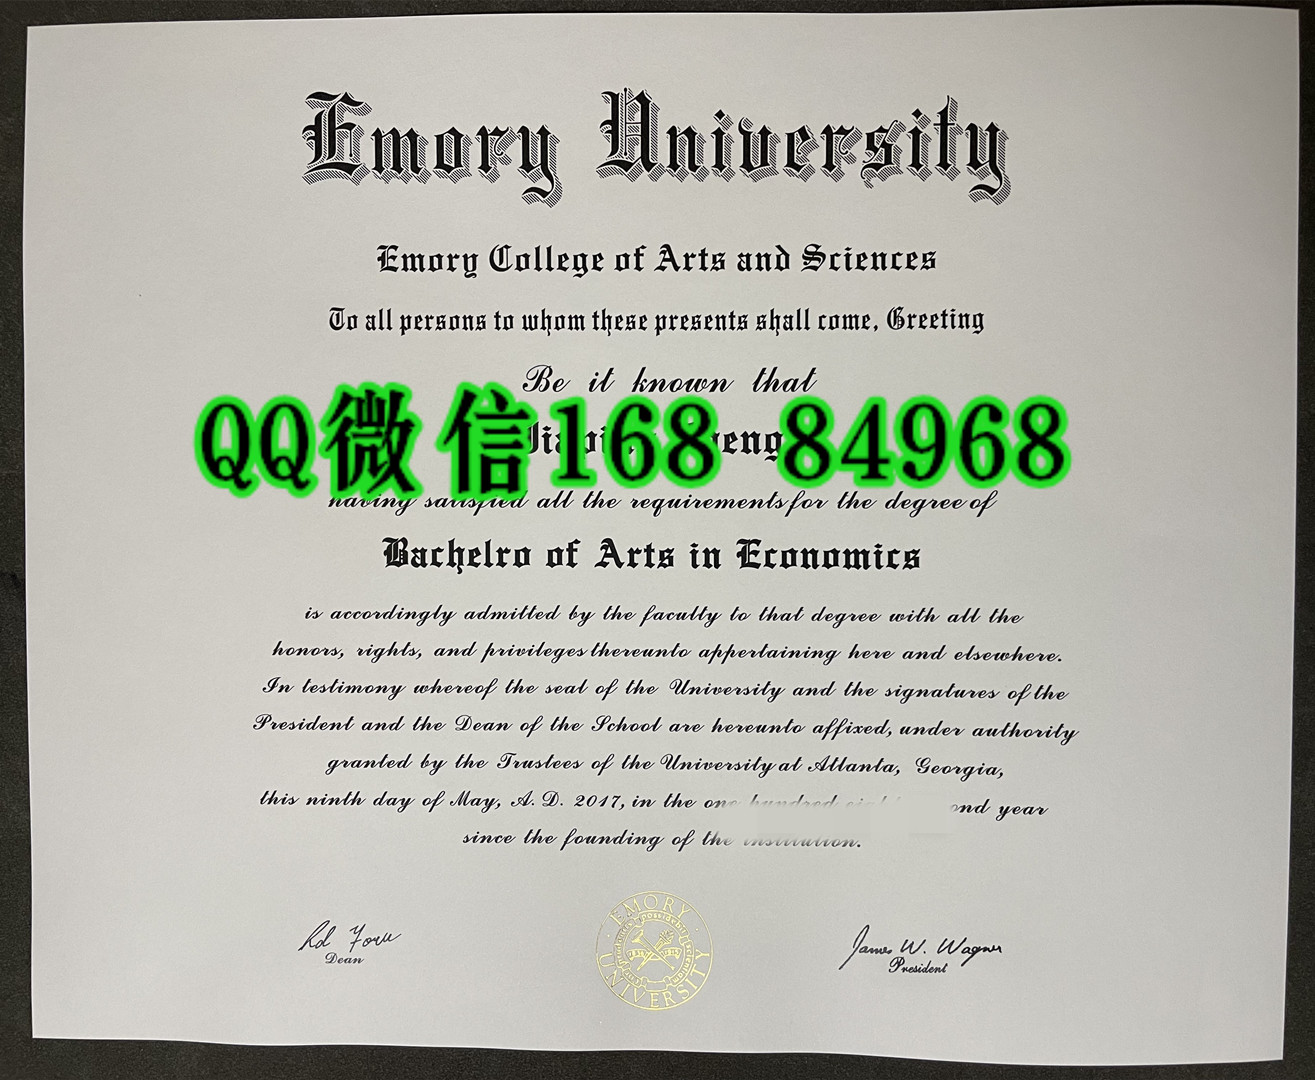 Emory University
Emory College of Arts and Sciences
To all persons to whom these presents shall come, Greeting
Be it known that
QQ微信168 84968
having satisfied all the requirements for the degree of
Bachelro of Arts in Economics
is accordingly admitted by the faculty to that degree with all the
honors, rights, and privileges thereunto appertaining here and elsewhere.
In testimony whereof the seal of the University and the signatures of the
President and the Dean of the School are hereunto affixed, under authority
granted by the Trustees of the University at Atlanta, Georgia,
this ninth day of May, A. D. 2017, in the one hundred year
since the founding of the institution.
EMORY
UNIVERSITY
James W. Wagner
Dean
President